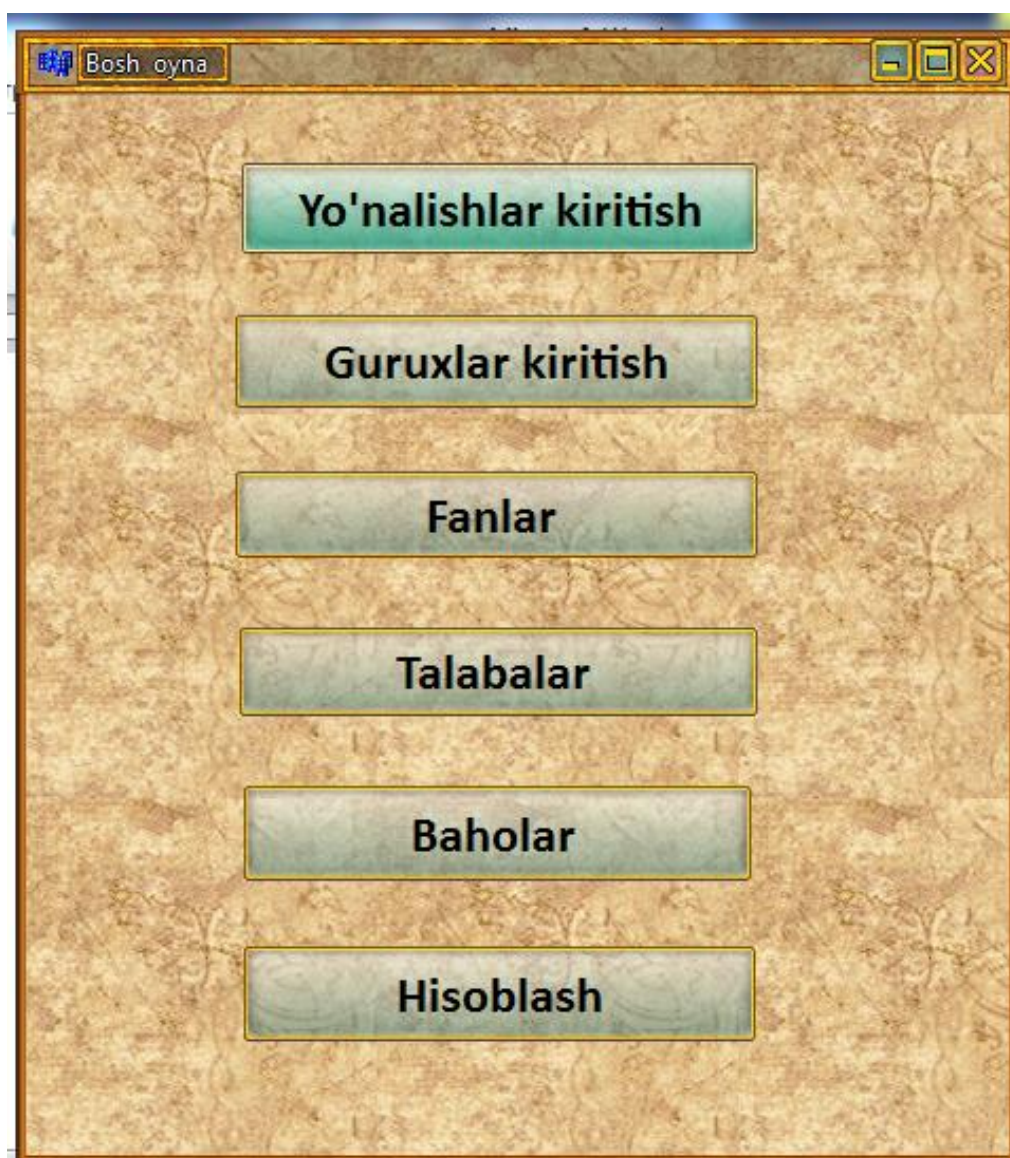 Bosh oyna
Yo'nalishlar kiritish
Guruxlar kiritish
Fanlar
Talabalar
Baholar
Hisoblash